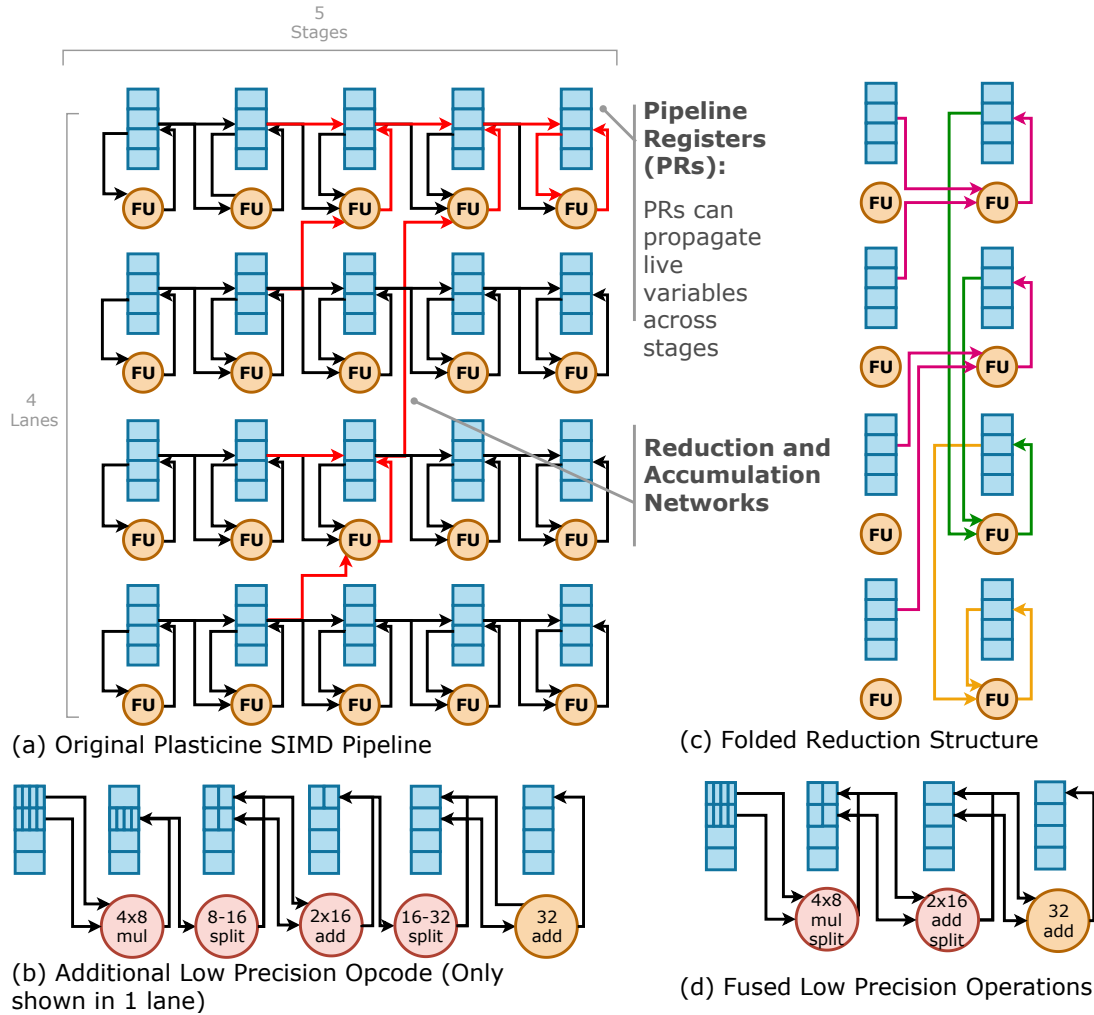 5
Stages
4
Lanes
FU FU FU FU FU
FU FU FU FU FU
FU FU FU FU FU
FU FU FU FU FU
Pipeline
Registers
(PRs):
PRs can
propagate
live
variables
across
stages
Reduction and
Accumulation
Networks
(a) Original Plasticine SIMD Pipeline
FU FU
FU FU
FU FU
FU FU
(c) Folded Reduction Structure
4x8
mul
8-16
split
2x16
add
16-32
split
32
add
(b) Additional Low Precision Opcode (Only
shown in 1 lane)
4x8
mul
split
2x16
add
split
32
add
(d) Fused Low Precision Operations